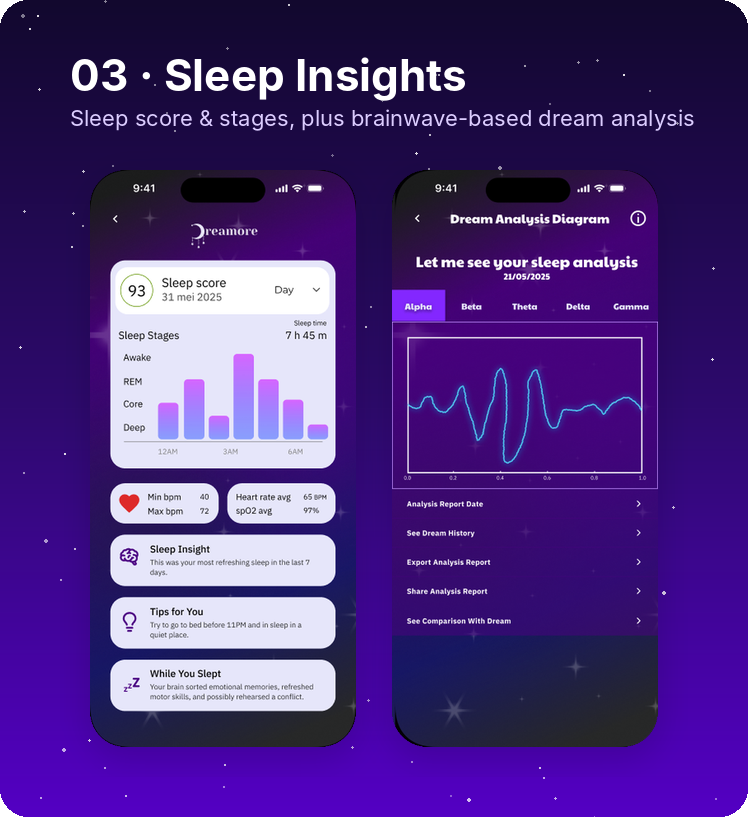 03 · Sleep Insights
Sleep score & stages, plus brainwave-based dream analysis
9:41
Dreamore
93
Sleep score
31 mei 2025
Day
Sleep time
Sleep Stages
7 h 45 m
Awake
REM
Core
Deep
12AM 3AM 6AM
Min bpm 40
Max bpm 72
Heart rate avg 65 BPM
spO2 avg 97%
Sleep Insight
This was your most refreshing sleep in the last 7
days.
Tips for You
Try to go to bed before 11PM and in sleep in a
quiet place.
While You Slept
Your brain sorted emotional memories, refreshed
motor skills, and possibly rehearsed a conflict.
9:41
Dream Analysis Diagram
Let me see your sleep analysis
21/05/2025
Alpha Beta Theta Delta Gamma
0.0 0.2 0.4 0.6 0.8 1.0
Analysis Report Date
See Dream History
Export Analysis Report
Share Analysis Report
See Comparison With Dream